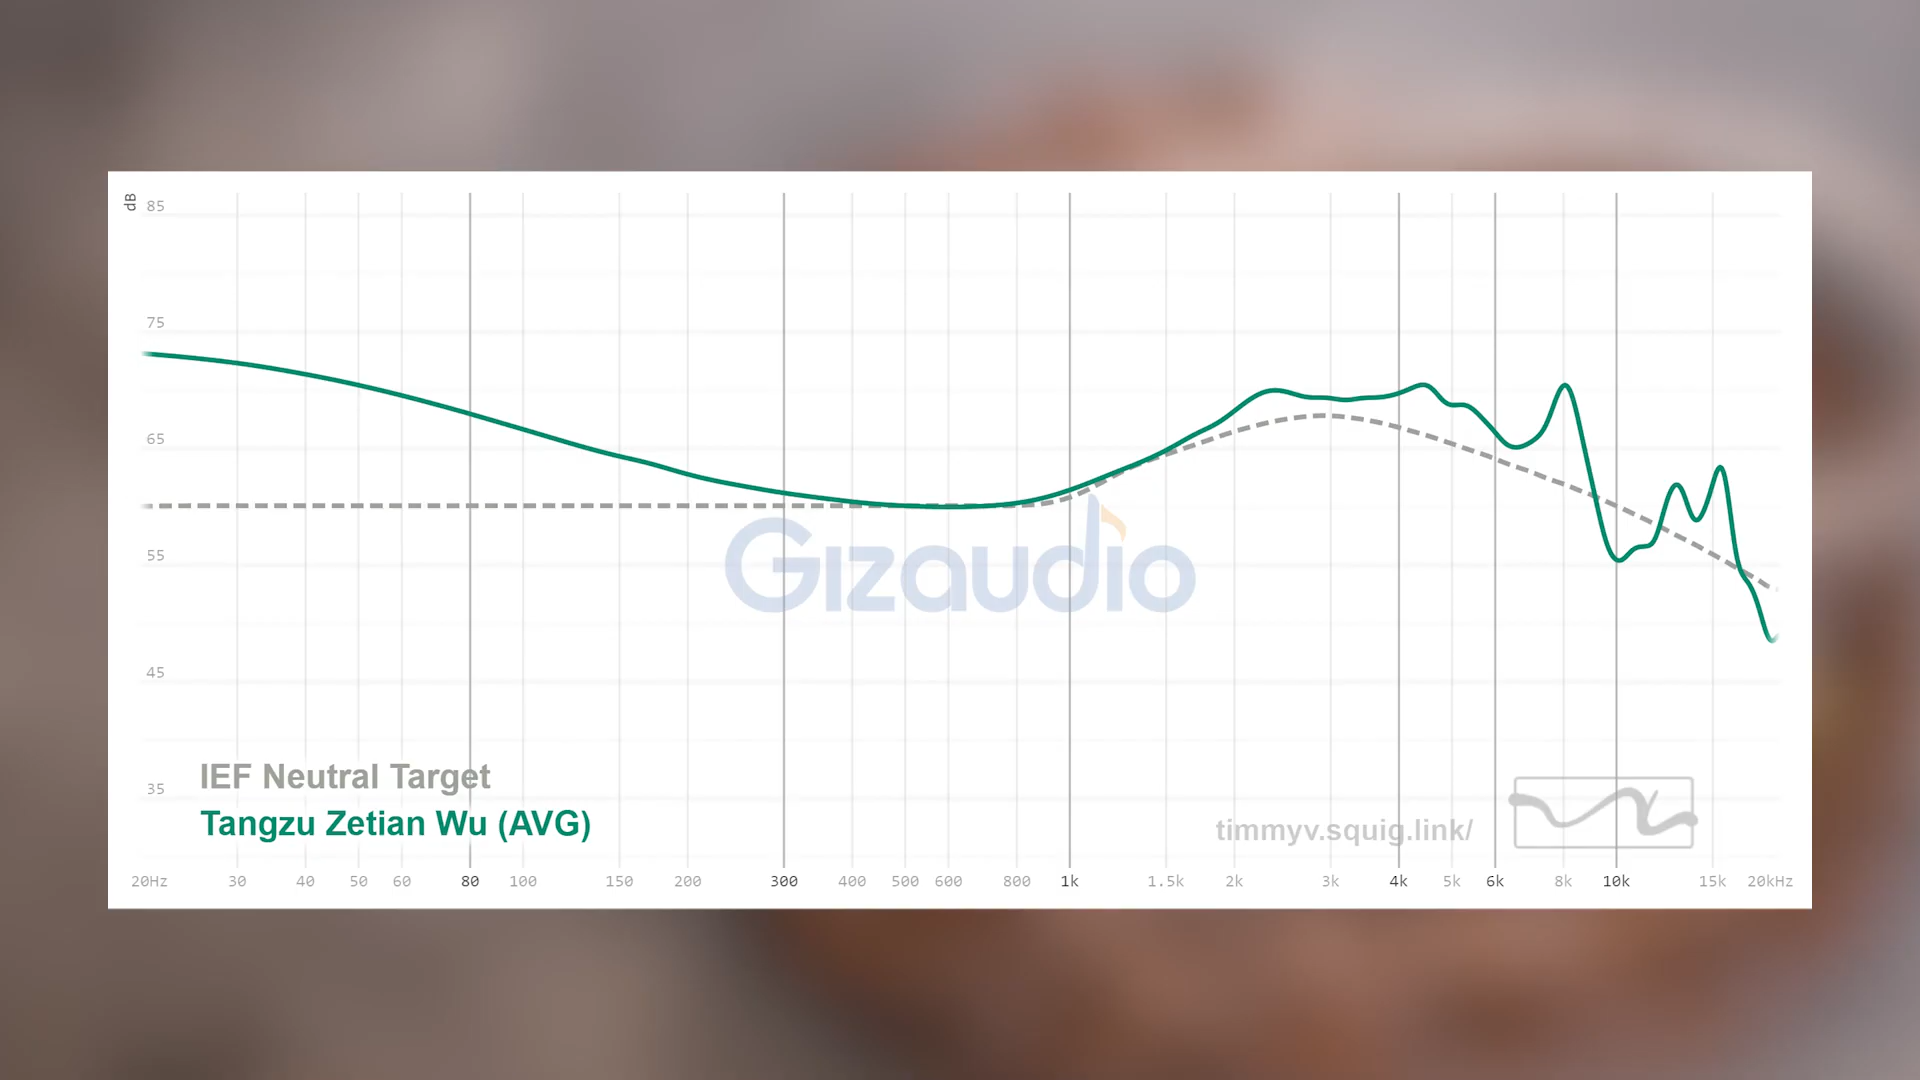 dB
85
75
65
55
45
35
Gizaudio
IEF Neutral Target
Tangzu Zetian Wu (AVG)
timmyv.squig.link/
20Hz 30 40 50 60 80 100 150 200 300 400 500 600 800 1k 1.5k 2k 3k 4k 5k 6k 8k 10k 15k 20kHz